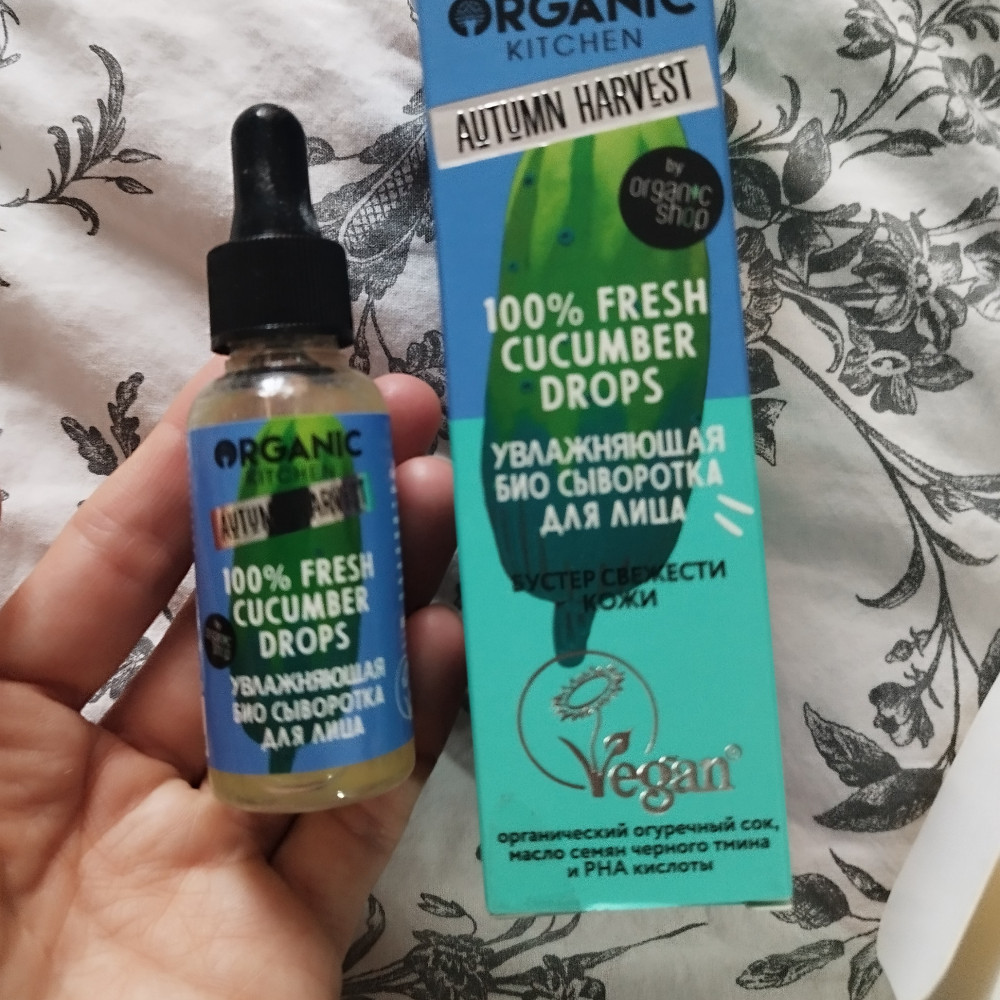 ORGANIC
KITCHEN
AUTUMN HARVEST
by
organic
shop
100% FRESH
CUCUMBER
DROPS
УВЛАЖНЯЮЩАЯ
БИО СЫВОРОТКА
ДЛЯ ЛИЦА
БУСТЕР СВЕЖЕСТИ
КОЖИ
Vegan®
органический огуречный сок,
масло семян черного тмина
и PHA кислоты
ORGANIC
KITCHEN
AUTUMN HARVEST
100% FRESH
CUCUMBER
DROPS
УВЛАЖНЯЮЩАЯ
БИО СЫВОРОТКА
ДЛЯ ЛИЦА